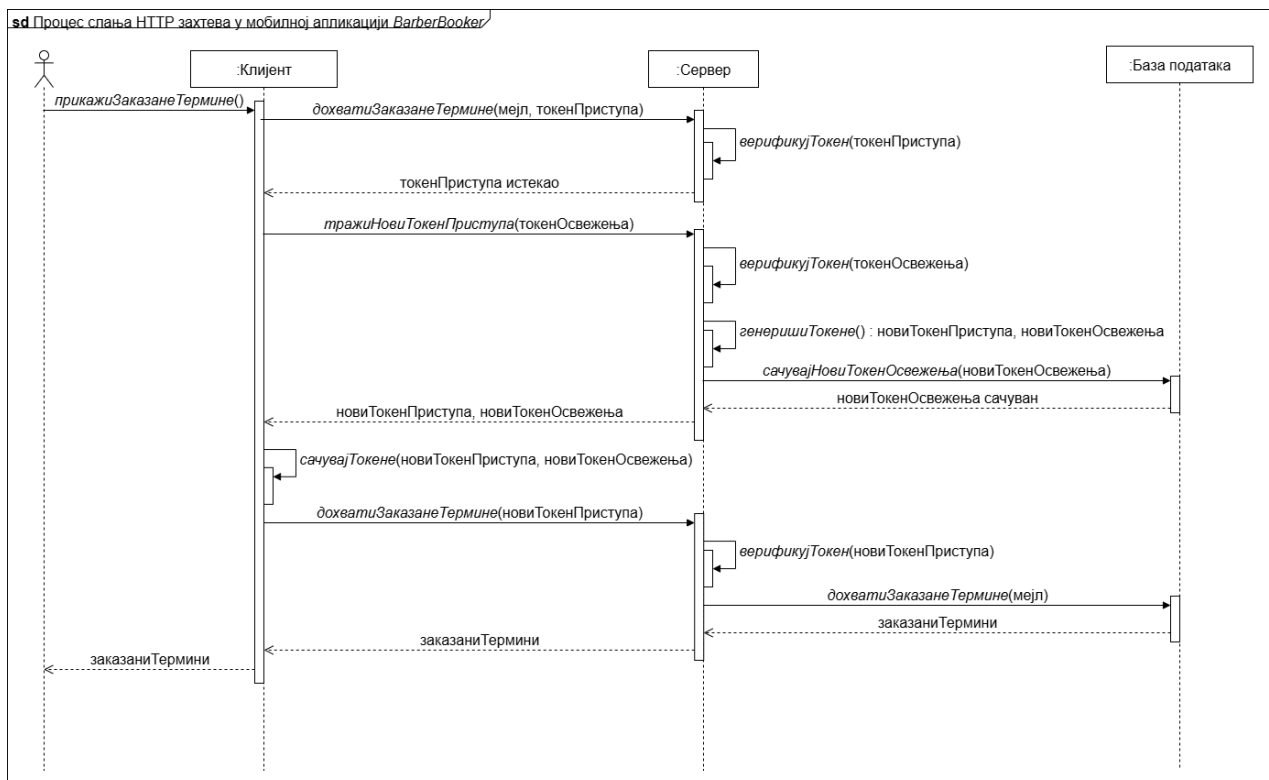 sd Процес слања HTTP захтева у мобилној апликацији BarberBooker
:Клијент
:Сервер
:База података
прикажиЗаказанеТермине()
дохватиЗаказанеТермине(мејл, токенПриступа)
верификујТокен(токенПриступа)
токенПриступа истекао
тражиНовиТокенПриступа(токенОсвежења)
верификујТокен(токенОсвежења)
генеришиТокене() : новиТокенПриступа, новиТокенОсвежења
сачувајНовиТокенОсвежења(новиТокенОсвежења)
новиТокенОсвежења сачуван
новиТокенПриступа, новиТокенОсвежења
сачувајТокене(новиТокенПриступа, новиТокенОсвежења)
дохватиЗаказанеТермине(новиТокенПриступа)
верификујТокен(новиТокенПриступа)
дохватиЗаказанеТермине(мејл)
заказаниТермини
заказаниТермини
заказаниТермини